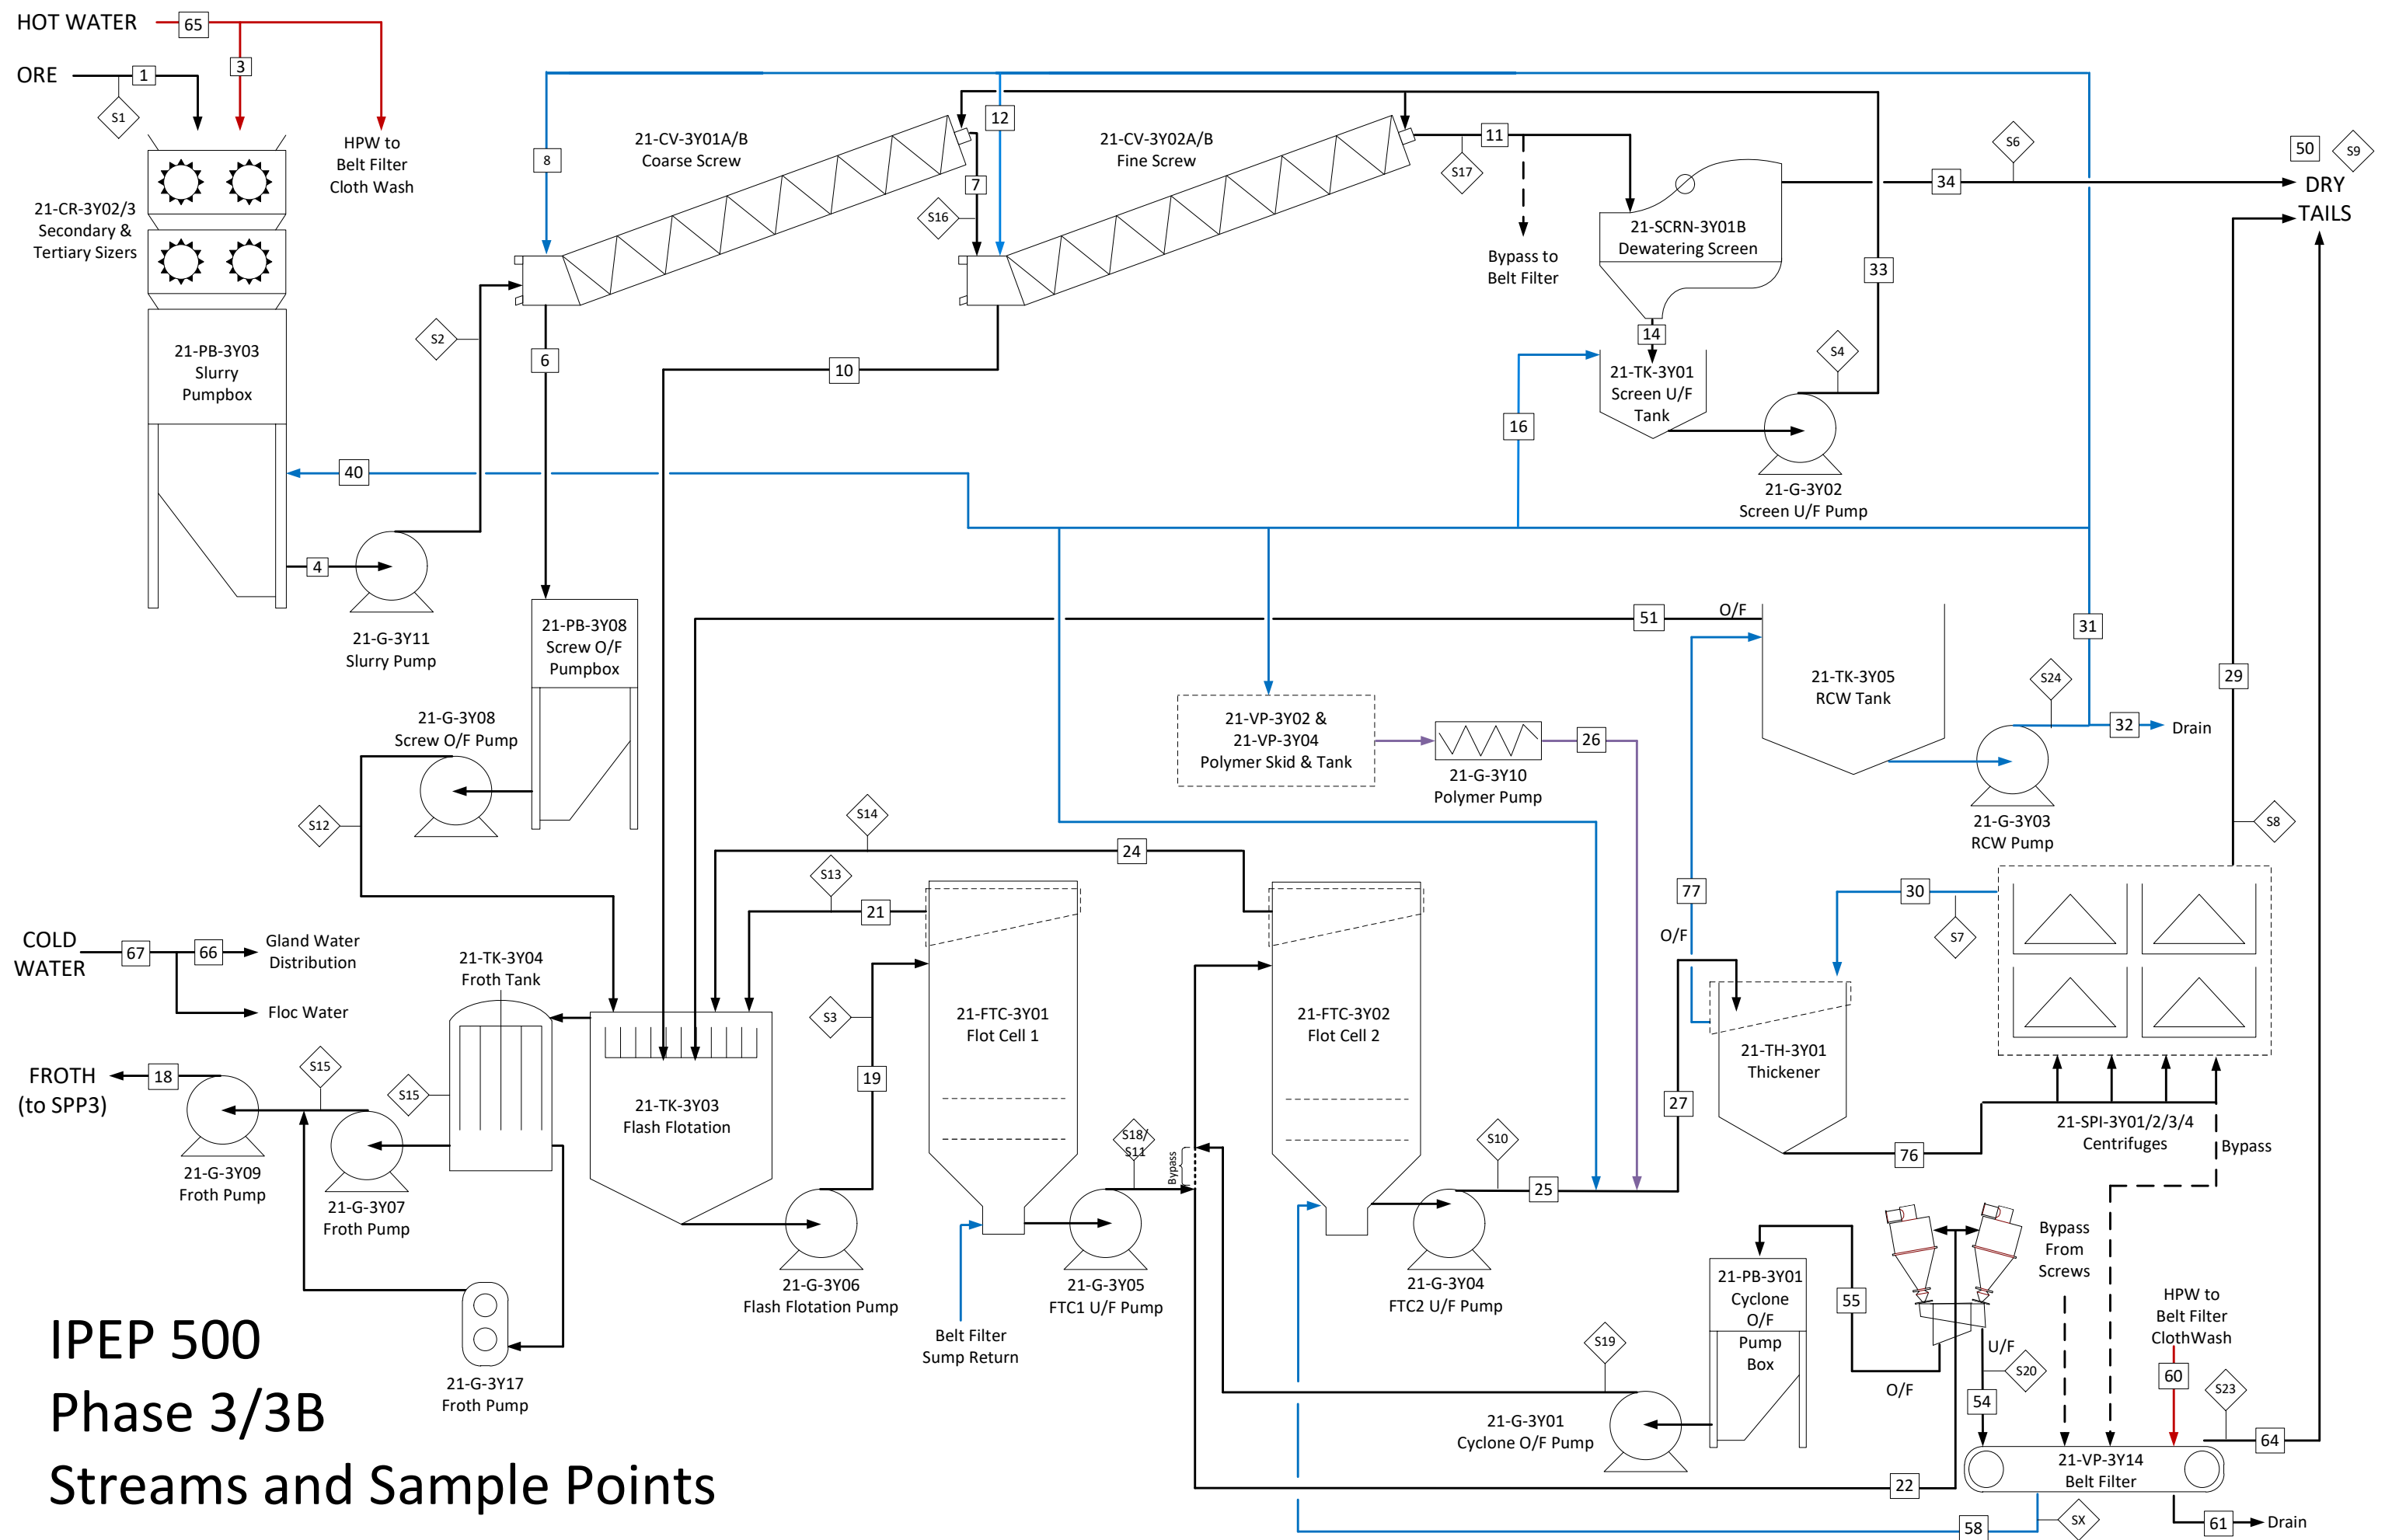 HOT WATER
65
3
ORE
1
S1
HPW to
Belt Filter
Cloth Wash
21-CR-3Y02/3
Secondary &
Tertiary Sizers
21-PB-3Y03
Slurry
Pumpbox
40
4
21-G-3Y11
Slurry Pump
S2
8
21-CV-3Y01A/B
Coarse Screw
12
7
S16
6
10
21-CV-3Y02A/B
Fine Screw
11
S17
Bypass to
Belt Filter
21-SCRN-3Y01B
Dewatering Screen
14
21-TK-3Y01
Screen U/F
Tank
16
S4
33
21-G-3Y02
Screen U/F Pump
34
S6
50
S9
DRY
TAILS
21-PB-3Y08
Screw O/F
Pumpbox
21-G-3Y08
Screw O/F Pump
S12
51
O/F
21-TK-3Y05
RCW Tank
31
S24
32
Drain
21-G-3Y03
RCW Pump
29
S8
21-VP-3Y02 &
21-VP-3Y04
Polymer Skid & Tank
26
21-G-3Y10
Polymer Pump
S14
24
S13
21
77
O/F
30
S7
COLD
WATER
67
66
Gland Water
Distribution
Floc Water
21-TK-3Y04
Froth Tank
FROTH
(to SPP3)
18
S15
S15
21-G-3Y09
Froth Pump
21-G-3Y07
Froth Pump
21-G-3Y17
Froth Pump
21-TK-3Y03
Flash Flotation
S3
19
21-G-3Y06
Flash Flotation Pump
21-FTC-3Y01
Flot Cell 1
Belt Filter
Sump Return
S18/
S11
21-G-3Y05
FTC1 U/F Pump
Bypass
21-FTC-3Y02
Flot Cell 2
S10
25
21-G-3Y04
FTC2 U/F Pump
27
21-TH-3Y01
Thickener
76
21-SPI-3Y01/2/3/4
Centrifuges
Bypass
21-PB-3Y01
Cyclone
O/F
Pump
Box
55
S19
21-G-3Y01
Cyclone O/F Pump
O/F
U/F
S20
54
Bypass
From
Screws
HPW to
Belt Filter
ClothWash
60
S23
64
21-VP-3Y14
Belt Filter
22
58
SX
61
Drain
IPEP 500
Phase 3/3B
Streams and Sample Points